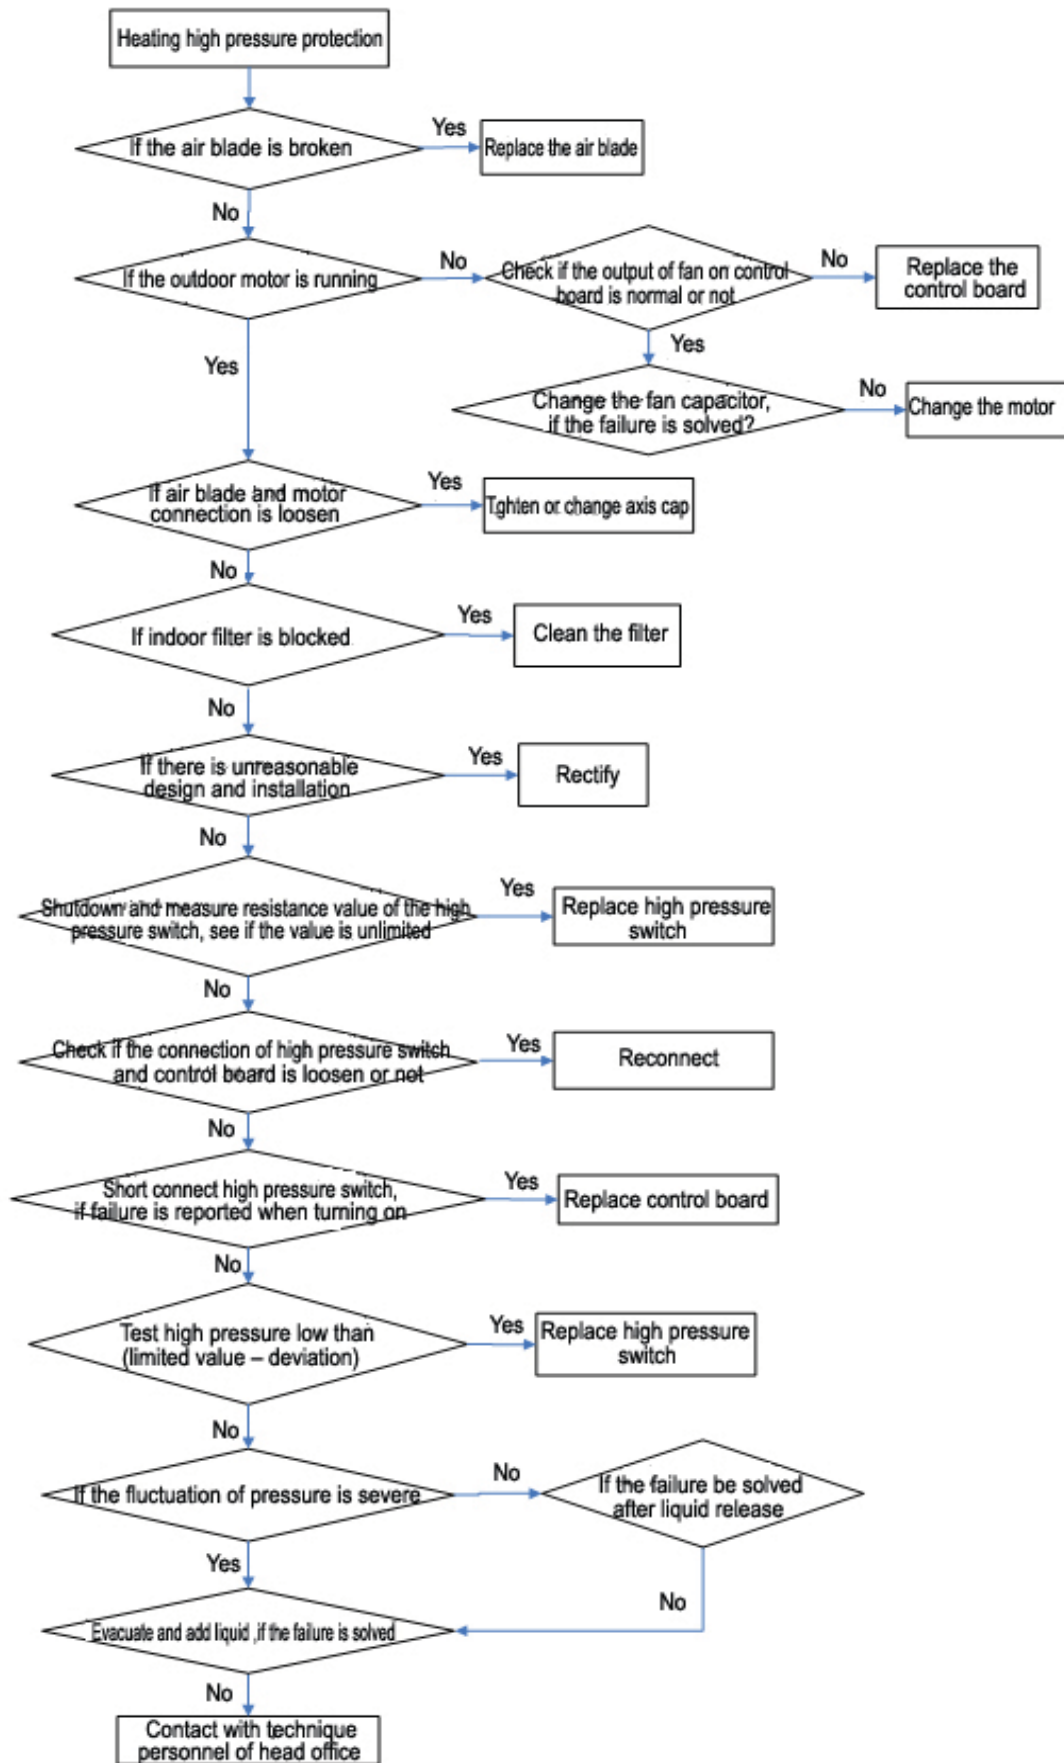 Heating high pressure protection
If the air blade is broken
Yes
Replace the air blade
No
If the outdoor motor is running
No
Check if the output of fan on control
board is normal or not
No
Replace the
control board
Yes
Yes
Change the fan capacitor,
if the failure is solved?
No
Change the motor
If air blade and motor
connection is loosen
Yes
Tghten or change axis cap
No
If indoor filter is blocked
Yes
Clean the filter
No
If there is unreasonable
design and installation
Yes
Rectify
No
Shutdown and measure resistance value of the high
pressure switch, see if the value is unlimited
Yes
Replace high pressure
switch
No
Check if the connection of high pressure switch
and control board is loosen or not
Yes
Reconnect
No
Short connect high pressure switch,
if failure is reported when turning on
Yes
Replace control board
No
Test high pressure low than
(limited value – deviation)
Yes
Replace high pressure
switch
No
If the fluctuation of pressure is severe
No
If the failure be solved
after liquid release
Yes
No
Evacuate and add liquid ,if the failure is solved
No
Contact with technique
personnel of head office